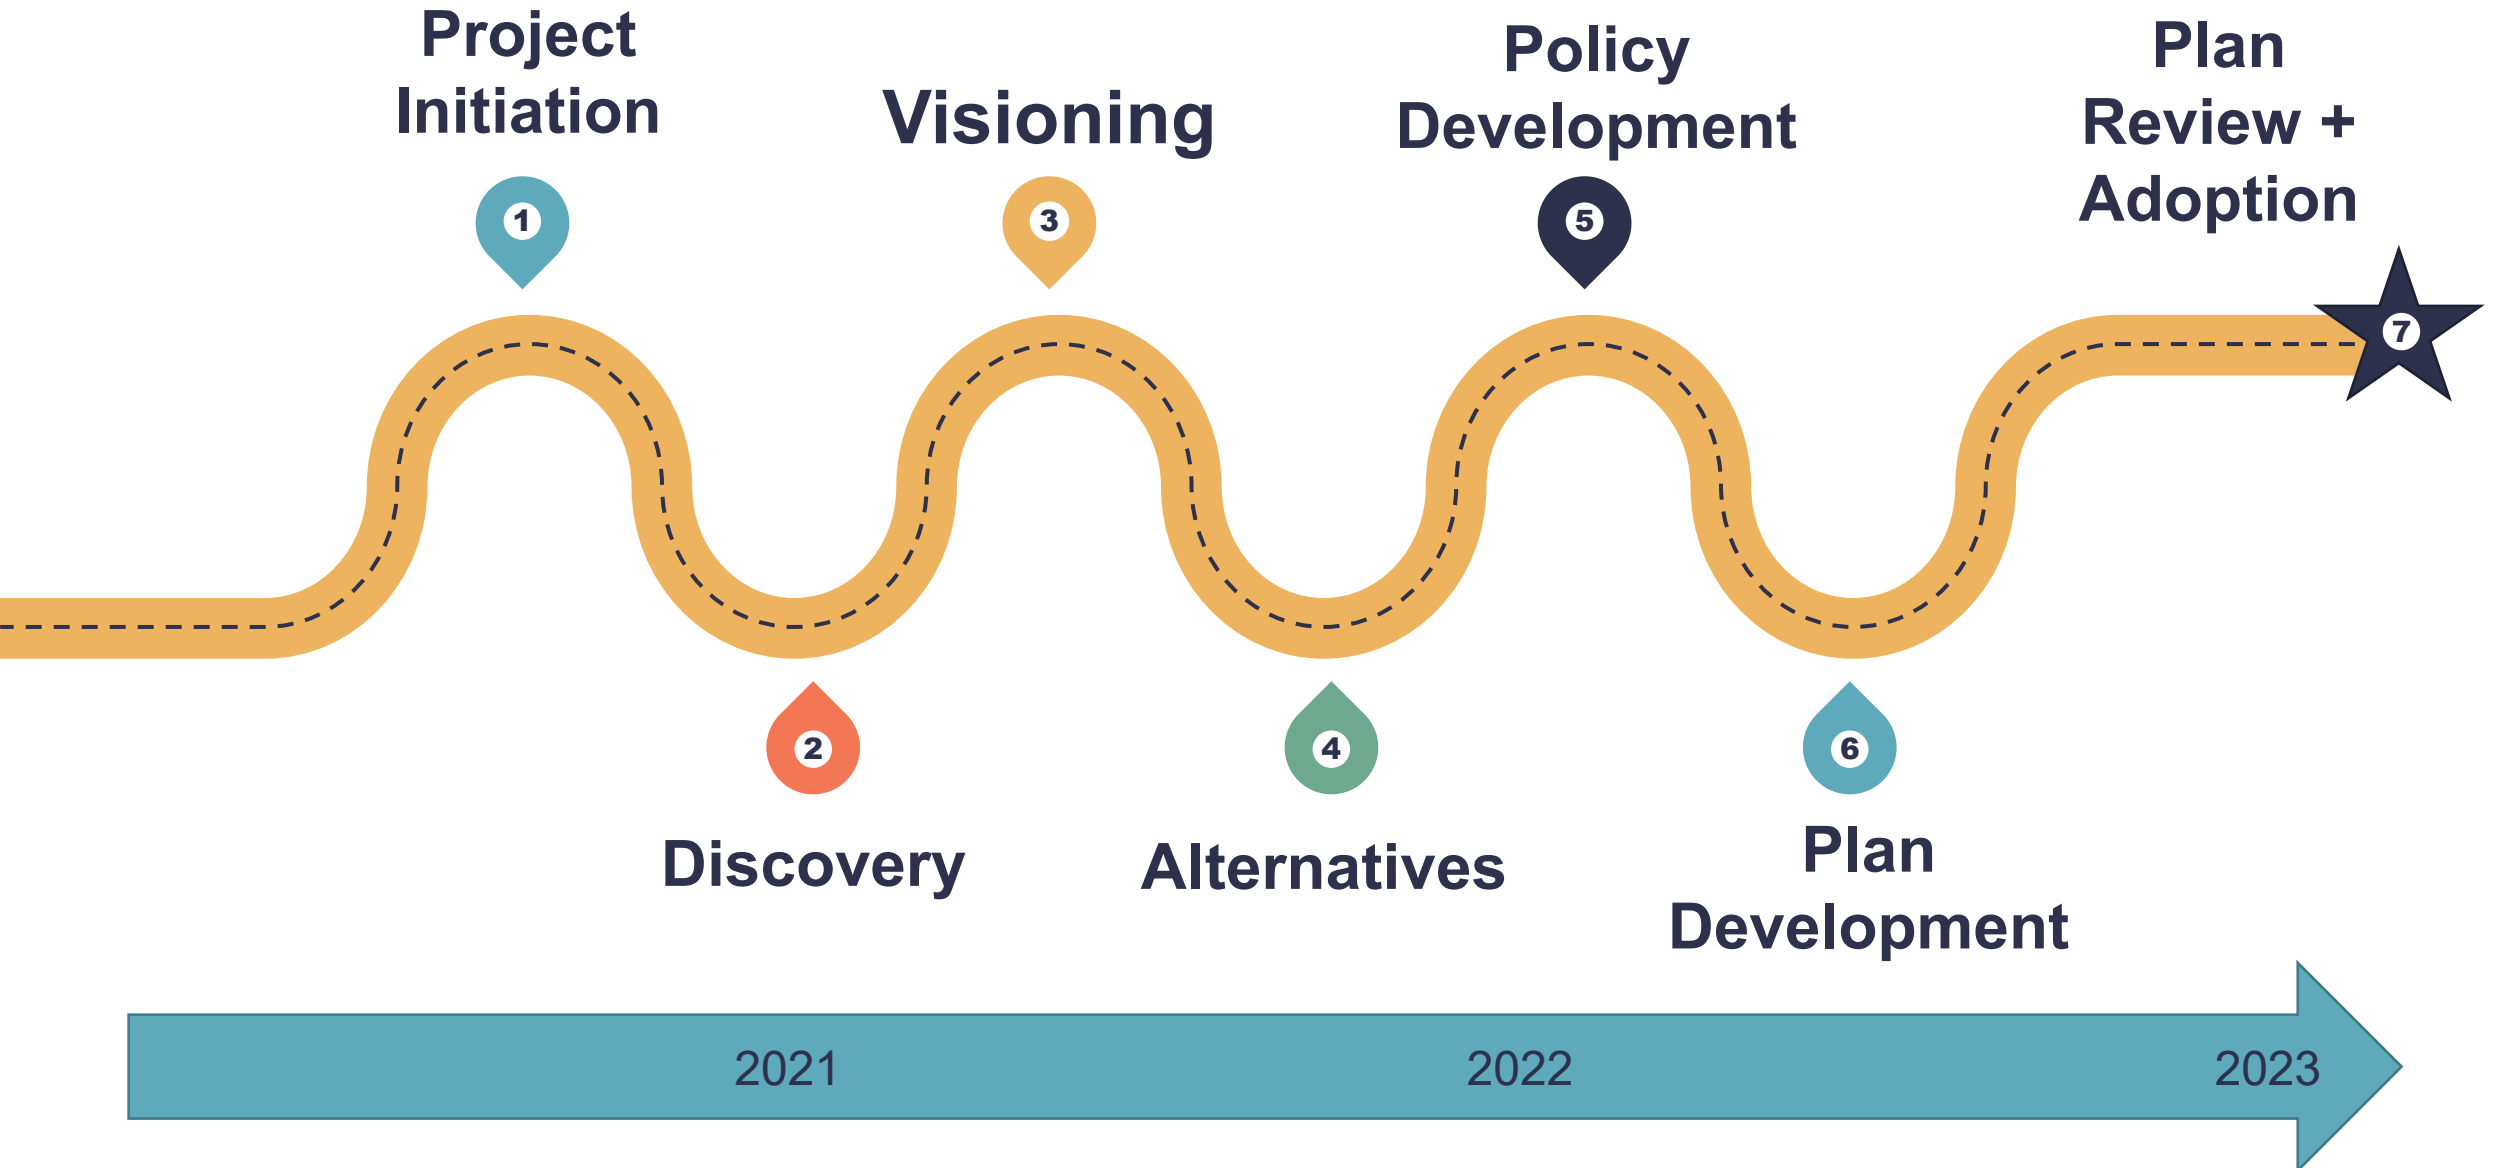 Project
Initiation
1
Discovery
2
Visioning
3
Alternatives
4
Policy
Development
5
Plan
Development
6
Plan
Review +
Adoption
7
2021
2022
2023